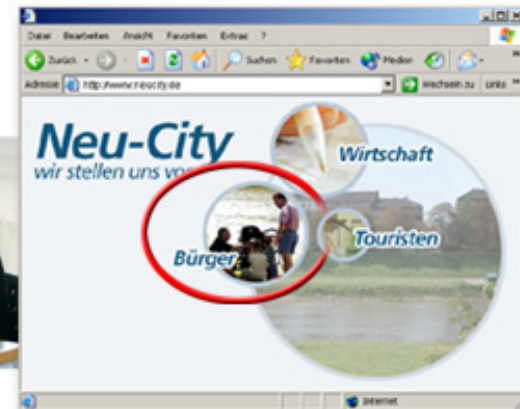 Datei Bearbeiten Ansicht Favoriten Extras ?
Zurück Suchen Favoriten Medien
Adresse http://www.neucity.de Wechseln zu Links
Neu-City
wir stellen uns vor
Wirtschaft
Bürger
Touristen
Internet